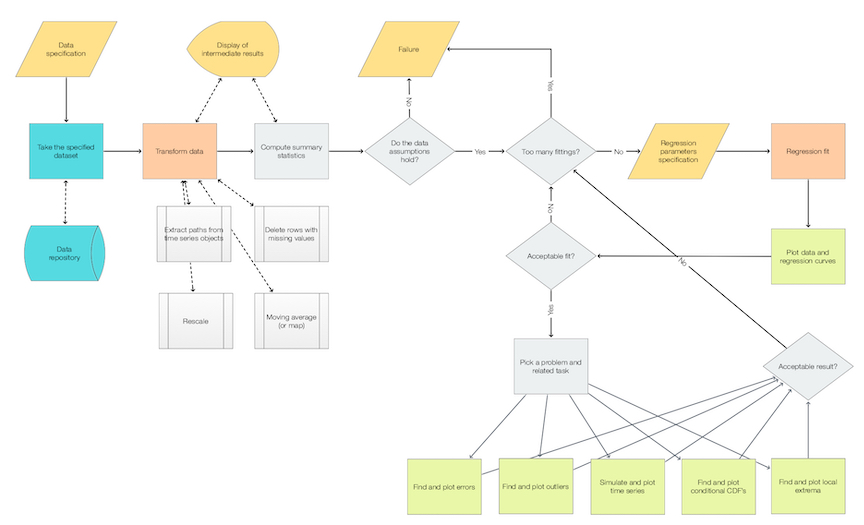 Data
specification
Display of
intermediate results
Failure
Yes
No
Take the specified
dataset
Transform data
Compute summary
statistics
Do the data
assumptions
hold?
Yes
Too many fittings?
No
Regression
parameters
specification
Regression fit
No
Extract paths from
time series objects
Delete rows with
missing values
Data
repository
Acceptable fit?
Plot data and
regression curves
No
Yes
Rescale
Moving average
(or map)
Pick a problem and
related task
Acceptable result?
Find and plot errors
Find and plot outliers
Simulate and plot
time series
Find and plot
conditional CDF's
Find and plot local
extrema